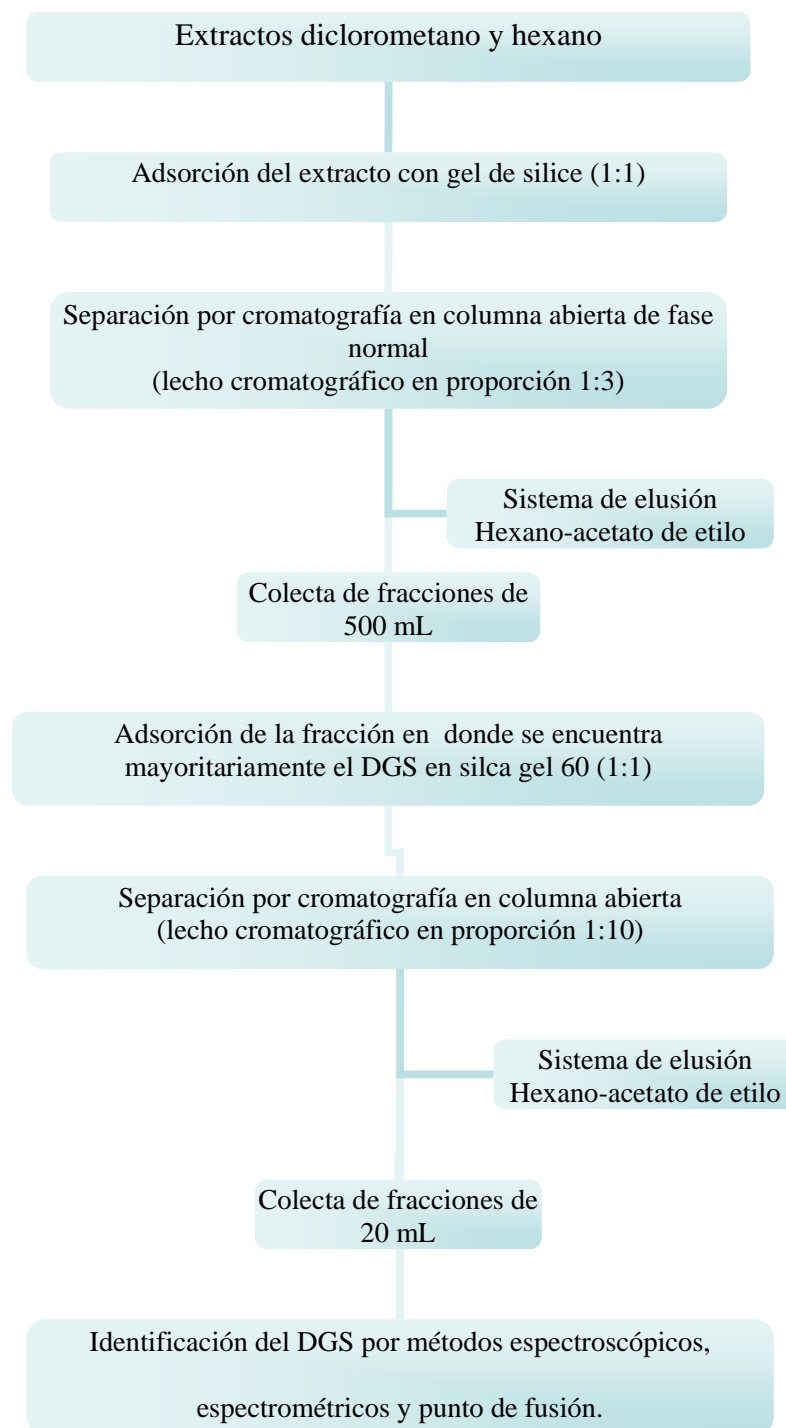 Extractos diclorometano y hexano
Adsorción del extracto con gel de silice (1:1)
Separación por cromatografía en columna abierta de fase
normal
(lecho cromatográfico en proporción 1:3)
Sistema de elusión
Hexano-acetato de etilo
Colecta de fracciones de
500 mL
Adsorción de la fracción en donde se encuentra
mayoritariamente el DGS en silca gel 60 (1:1)
Separación por cromatografía en columna abierta
(lecho cromatográfico en proporción 1:10)
Sistema de elusión
Hexano-acetato de etilo
Colecta de fracciones de
20 mL
Identificación del DGS por métodos espectroscópicos,
espectrométricos y punto de fusión.